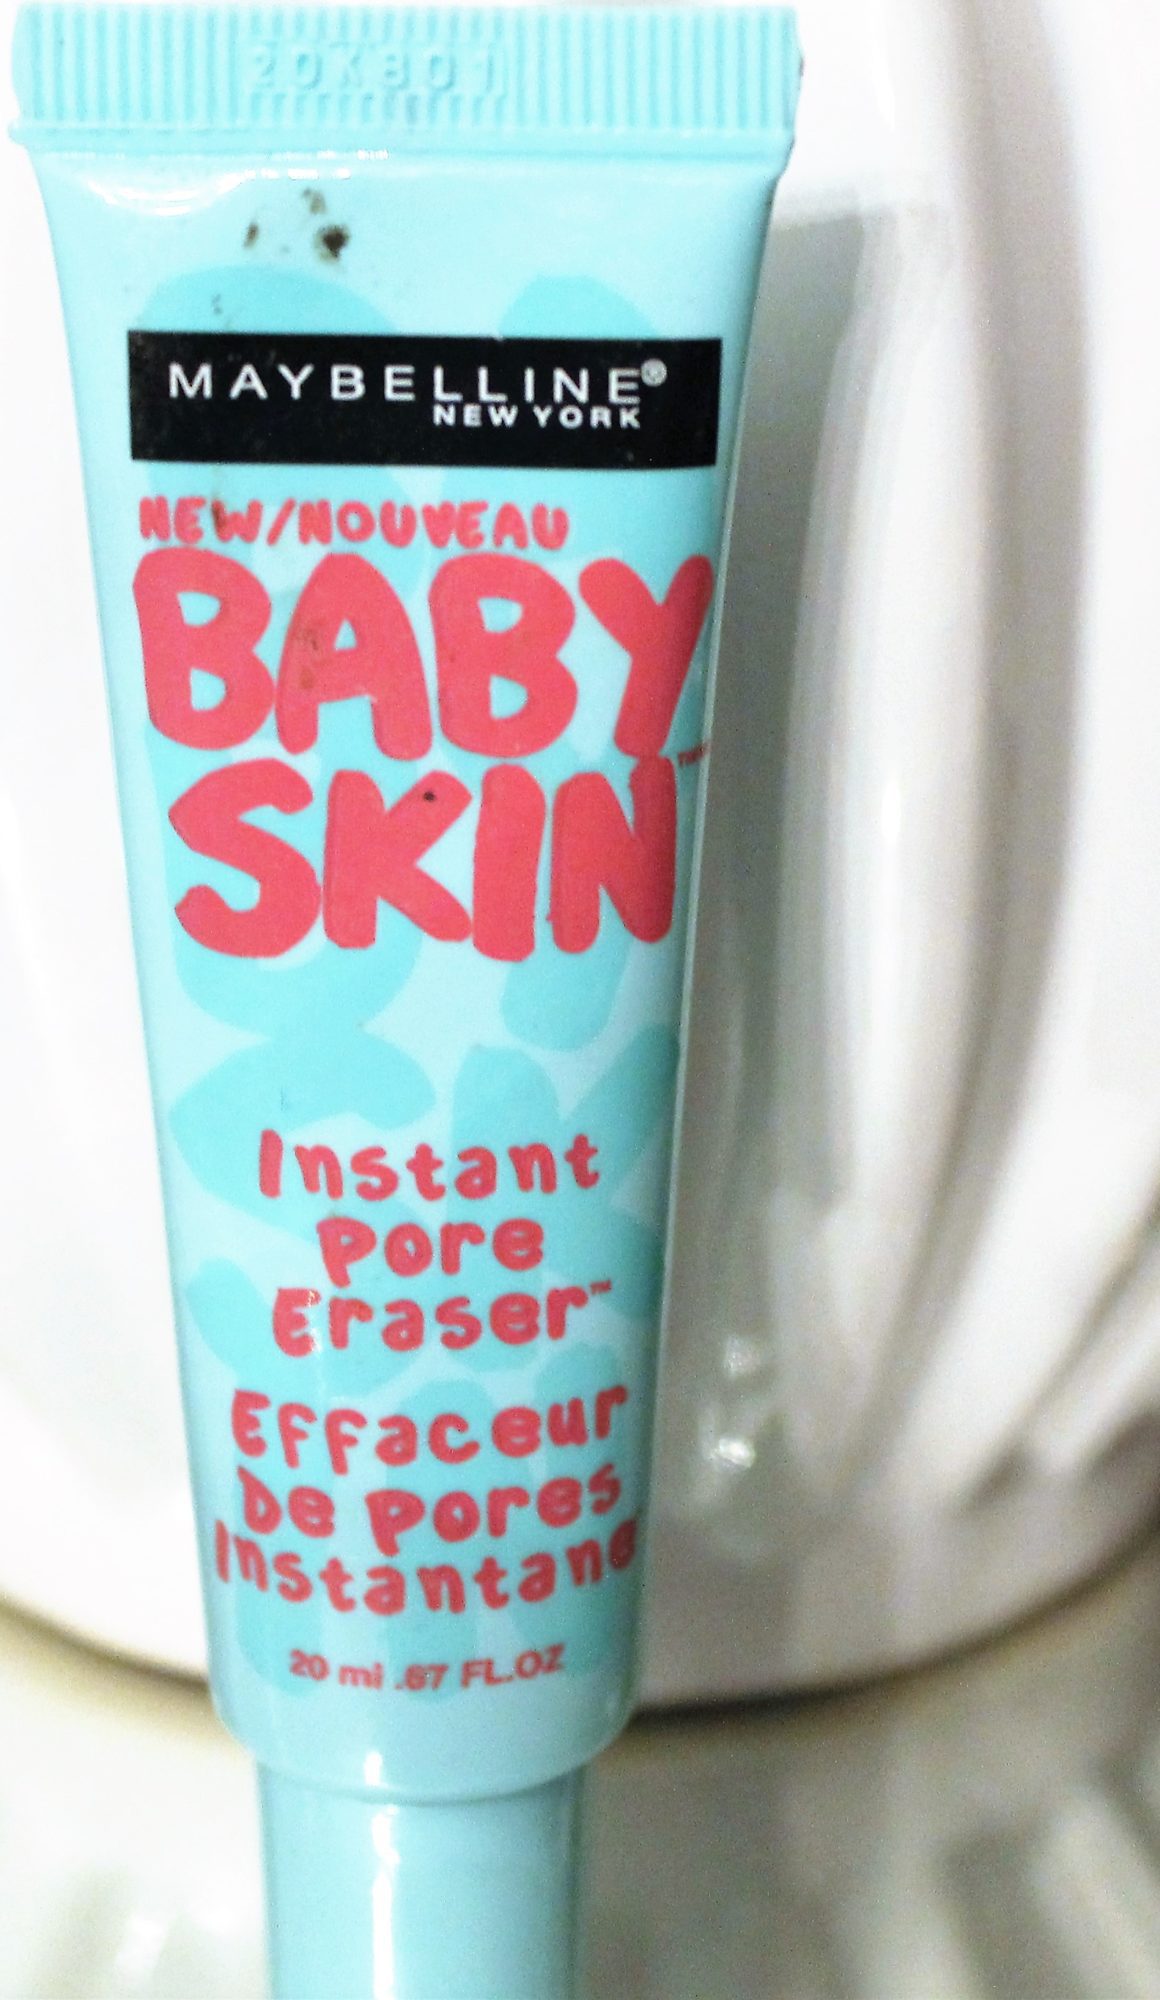 20K801
MAYBELLINE®
NEW YORK
NEW/NOUVEAU
BABY
SKIN™
Instant
Pore
Eraser™
Effaceur
De pores
Instantané
20 ml .67 FL.OZ